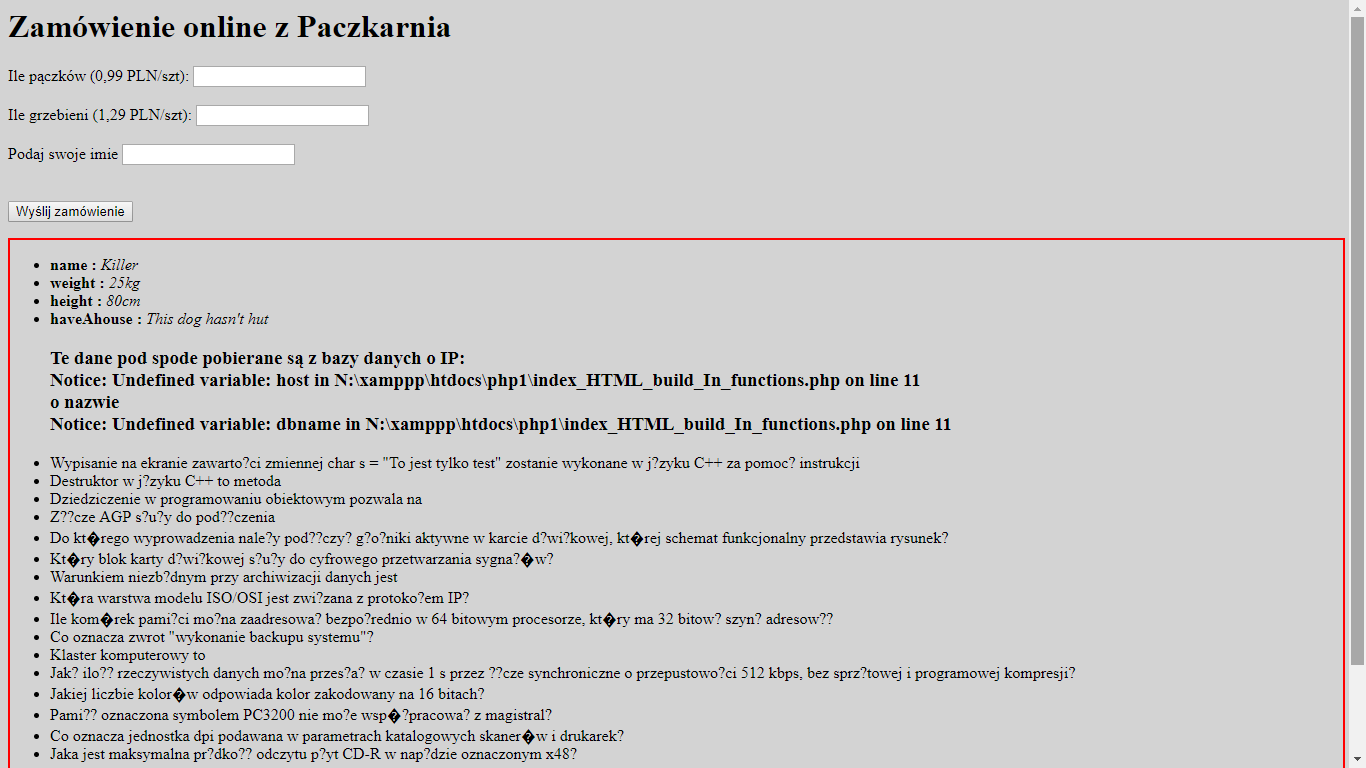 Zamówienie online z Paczkarnia
Ile pączków (0,99 PLN/szt):
Ile grzebieni (1,29 PLN/szt):
Podaj swoje imie
Wyślij zamówienie
name : Killer
weight : 25kg
height : 80cm
haveAhouse : This dog hasn't hut
Te dane pod spode pobierane są z bazy danych o IP:
Notice: Undefined variable: host in N:\xamppp\htdocs\php1\index_HTML_build_In_functions.php on line 11
o nazwie
Notice: Undefined variable: dbname in N:\xamppp\htdocs\php1\index_HTML_build_In_functions.php on line 11
Wypisanie na ekranie zawarto?ci zmiennej char s = "To jest tylko test" zostanie wykonane w j?zyku C++ za pomoc? instrukcji
Destruktor w j?zyku C++ to metoda
Dziedziczenie w programowaniu obiektowym pozwala na
Z??cze AGP s?u?y do pod??czenia
Do kt�rego wyprowadzenia nale?y pod??czy? g?o?niki aktywne w karcie d?wi?kowej, kt�rej schemat funkcjonalny przedstawia rysunek?
Kt�ry blok karty d?wi?kowej s?u?y do cyfrowego przetwarzania sygna?�w?
Warunkiem niezb?dnym przy archiwizacji danych jest
Kt�ra warstwa modelu ISO/OSI jest zwi?zana z protoko?em IP?
Ile kom�rek pami?ci mo?na zaadresowa? bezpo?rednio w 64 bitowym procesorze, kt�ry ma 32 bitow? szyn? adresow??
Co oznacza zwrot "wykonanie backupu systemu"?
Klaster komputerowy to
Jak? ilo?? rzeczywistych danych mo?na przes?a? w czasie 1 s przez ??cze synchroniczne o przepustowo?ci 512 kbps, bez sprz?towej i programowej kompresji?
Jakiej liczbie kolor�w odpowiada kolor zakodowany na 16 bitach?
Pami?? oznaczona symbolem PC3200 nie mo?e wsp�?pracowa? z magistral?
Co oznacza jednostka dpi podawana w parametrach katalogowych skaner�w i drukarek?
Jaka jest maksymalna pr?dko?? odczytu p?yt CD-R w nap?dzie oznaczonym x48?